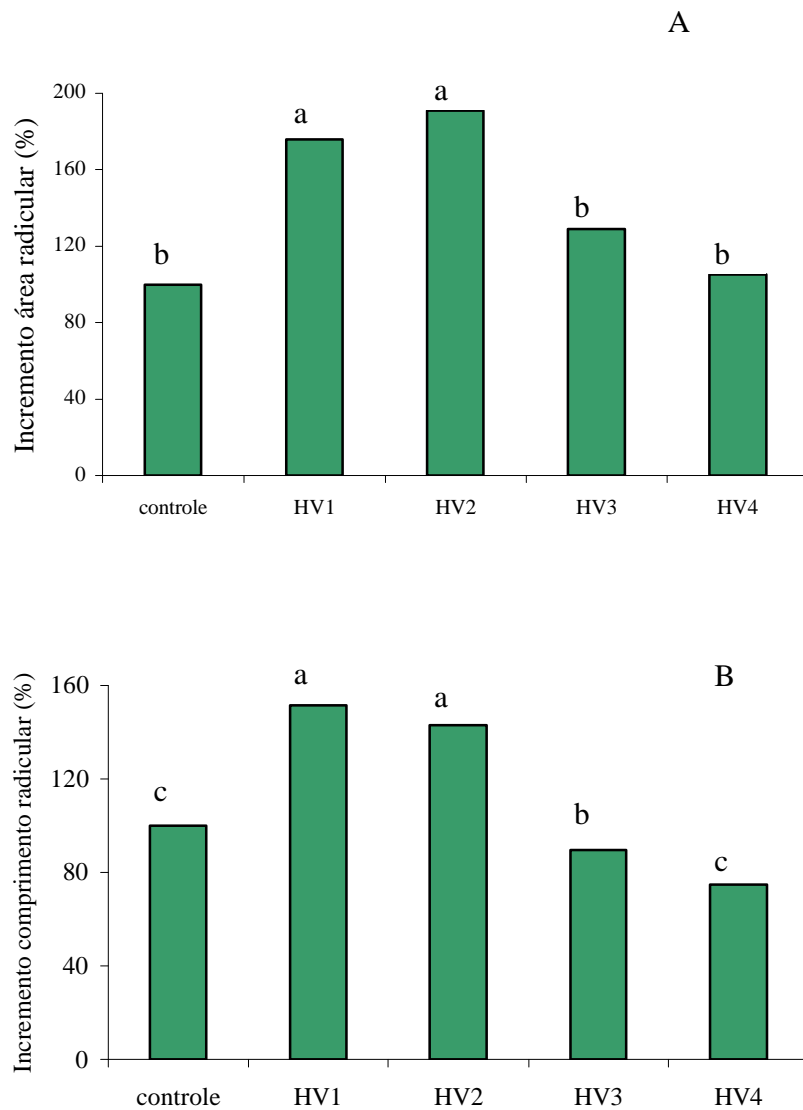 A
Incremento área radicular (%)
200
160
120
80
40
0
b
a
a
b
b
controle HV1 HV2 HV3 HV4
B
Incremento comprimento radicular (%)
160
120
80
40
0
c
a
a
b
c
controle HV1 HV2 HV3 HV4